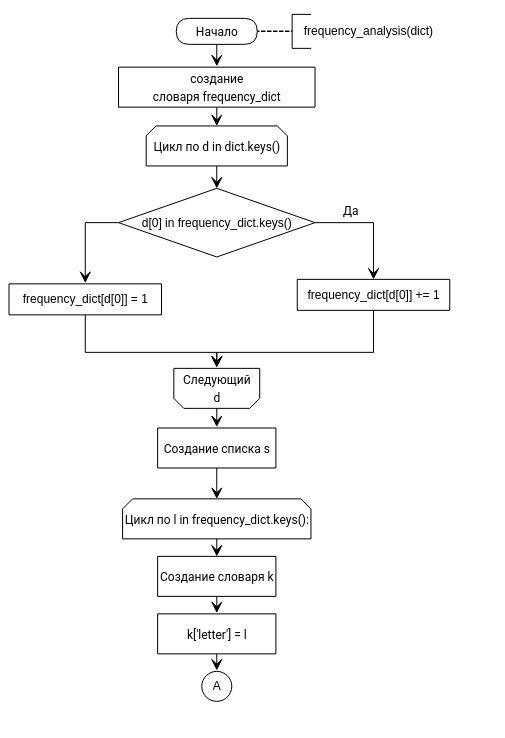 Начало
frequency_analysis(dict)
создание
словаря frequency_dict
Цикл по d in dict.keys()
d[0] in frequency_dict.keys()
Да
frequency_dict[d[0]] = 1
frequency_dict[d[0]] += 1
Следующий
d
Создание списка s
Цикл по l in frequency_dict.keys():
Создание словаря k
k['letter'] = l
A